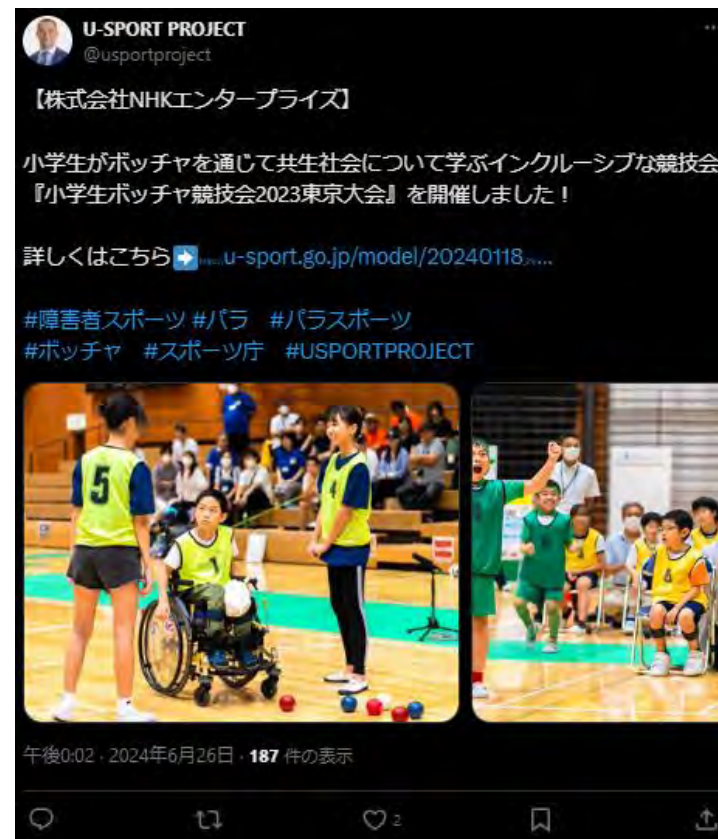 U-SPORT PROJECT
@usportproject
【株式会社NHKエンタープライズ】
小学生がボッチャを通じて共生社会について学ぶインクルーシブな競技会
『小学生ボッチャ競技会2023東京大会』を開催しました！
詳しくはこちら➡ u-sport.go.jp/model/20240118 ...
#障害者スポーツ #パラ #パラスポーツ
#ボッチャ #スポーツ庁 #USPORTPROJECT
5
1
4
午後0:02 · 2024年6月26日 · 187 件の表示
2